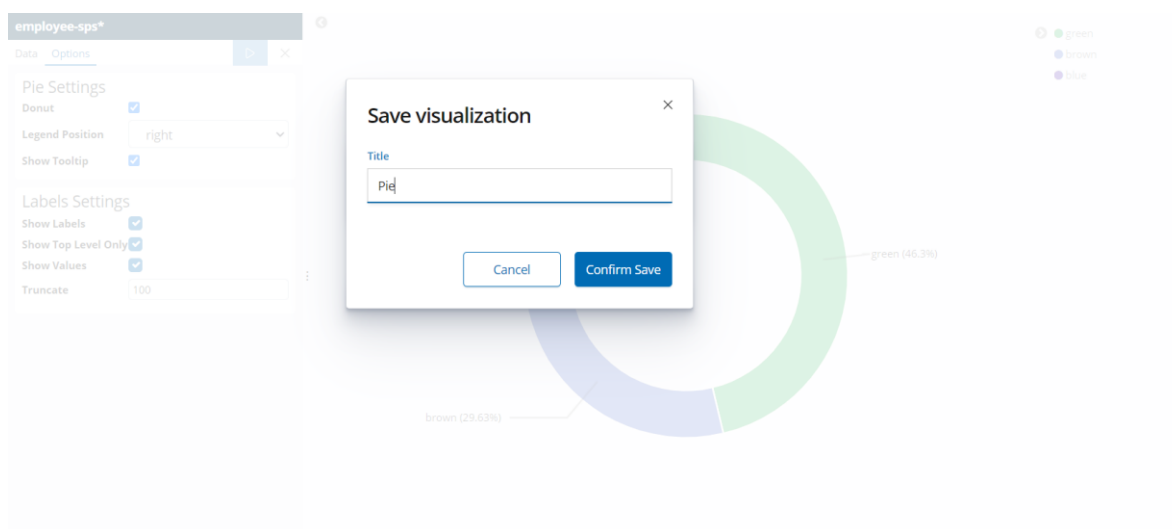 employee-sps*
Data Options
Pie Settings
Donut
Legend Position right
Show Tooltip
Labels Settings
Show Labels
Show Top Level Only
Show Values
Truncate 100
Save visualization
Title
Pie
Cancel Confirm Save
green
brown
blue
green (46.3%)
brown (29.63%)